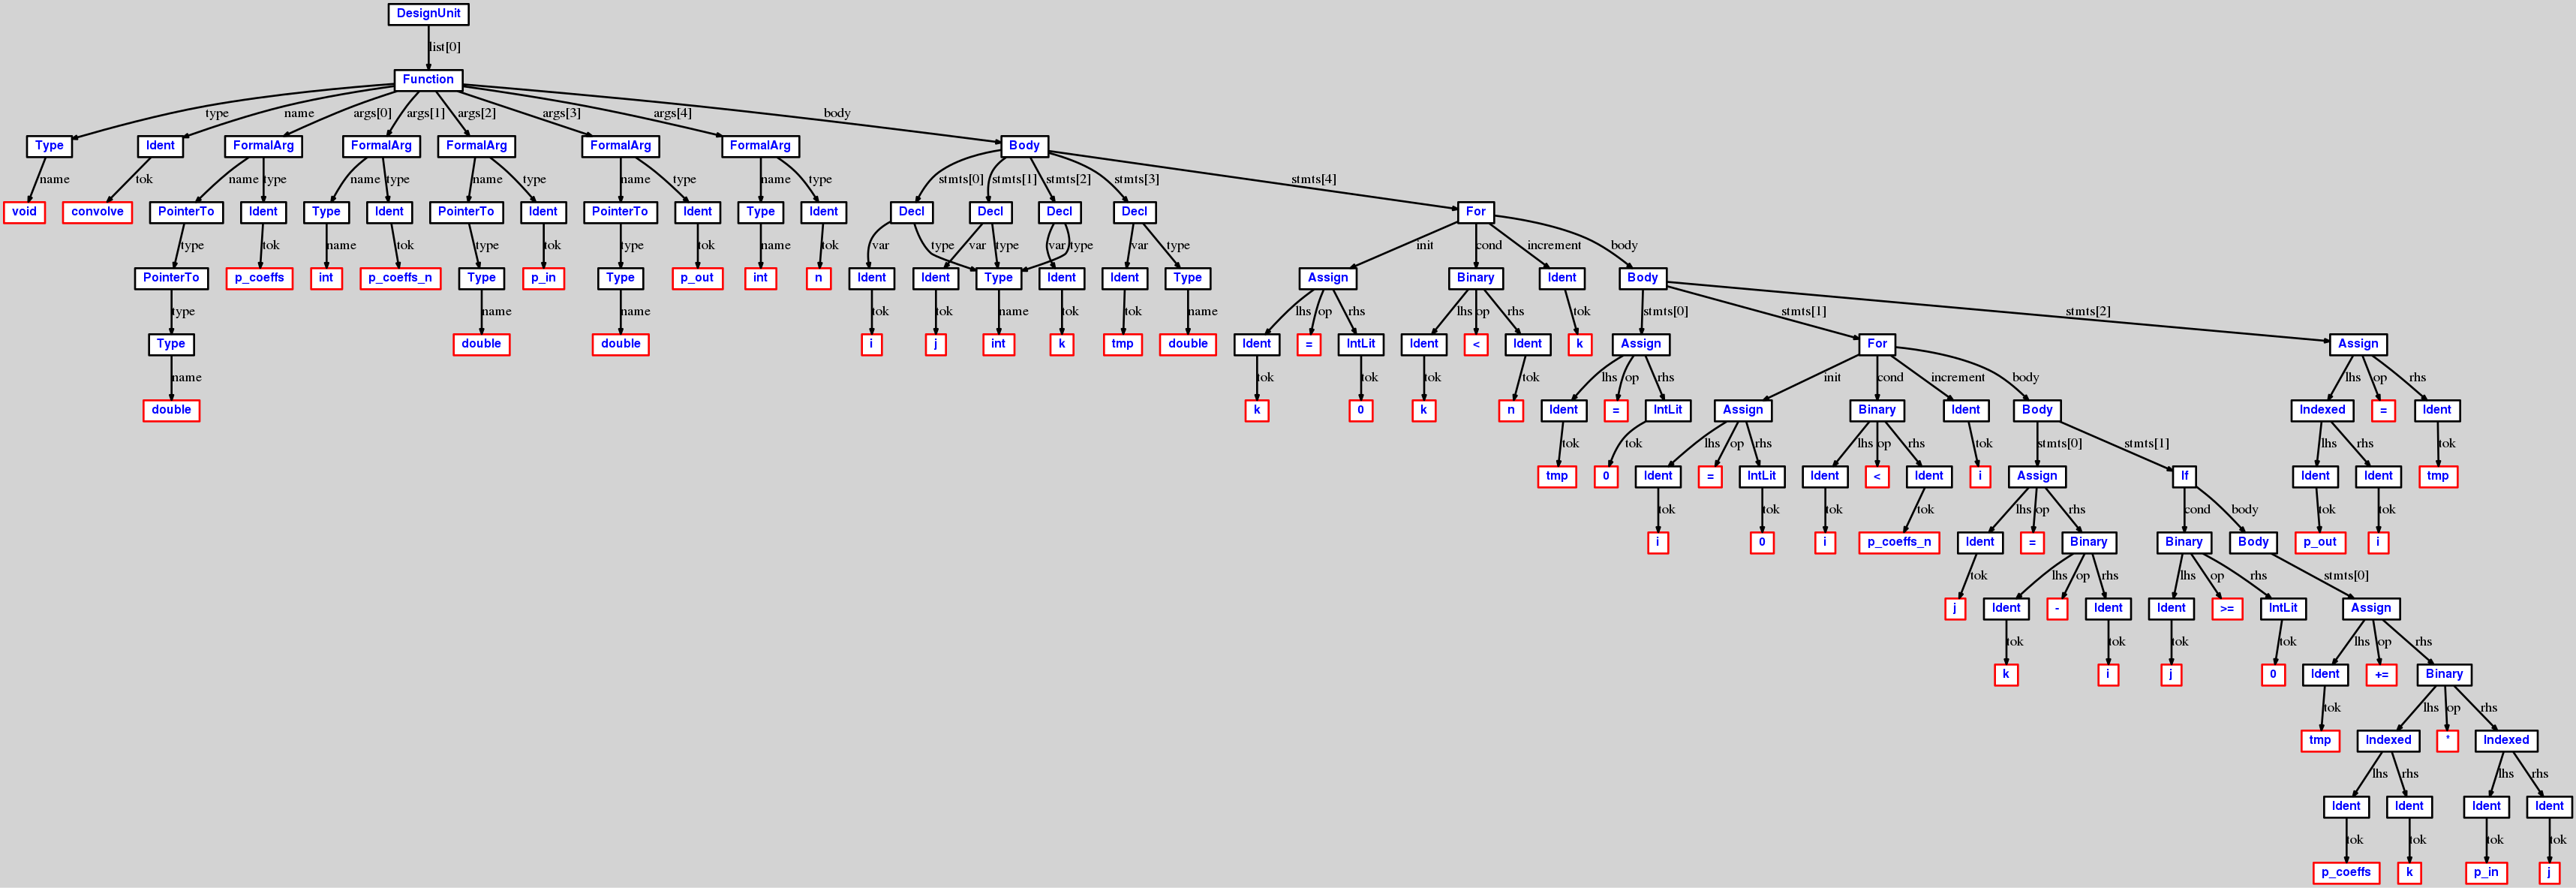 DesignUnit
list[0]
Function
type name args[0] args[1] args[2] args[3] args[4] body
Type Ident FormalArg FormalArg FormalArg FormalArg FormalArg Body
name tok name type name type name type name type name type stmts[0] stmts[1] stmts[2] stmts[3] stmts[4]
void convolve PointerTo Ident Type Ident PointerTo Ident PointerTo Ident Type Ident Decl Decl Decl Decl For
type tok name tok type tok type tok name tok var type var type var type var type init cond increment body
PointerTo p_coeffs int p_coeffs_n Type p_in Type p_out int n Ident Ident Type Ident Ident Type Assign Binary Ident Body
type name name tok tok name tok tok name lhs op rhs lhs op rhs tok stmts[0] stmts[1] stmts[2]
Type double double i j int k tmp double Ident = IntLit Ident < Ident k Assign For Assign
name tok tok tok tok lhs op rhs init cond increment body lhs op rhs
double k 0 k n Ident = IntLit Assign Binary Ident Body Indexed = Ident
tok tok lhs op rhs lhs op rhs tok stmts[0] stmts[1] lhs rhs tok
tmp 0 Ident = IntLit Ident < Ident i Assign If Ident Ident tmp
tok tok tok tok lhs op rhs cond body tok tok
i 0 i p_coeffs_n Ident = Binary Binary Body p_out i
tok lhs op rhs lhs op rhs stmts[0]
j Ident - Ident Ident >= IntLit Assign
tok tok tok tok lhs op rhs
k i j 0 Ident += Binary
tok lhs op rhs
tmp Indexed * Indexed
lhs rhs lhs rhs
Ident Ident Ident Ident
tok tok tok tok
p_coeffs k p_in j